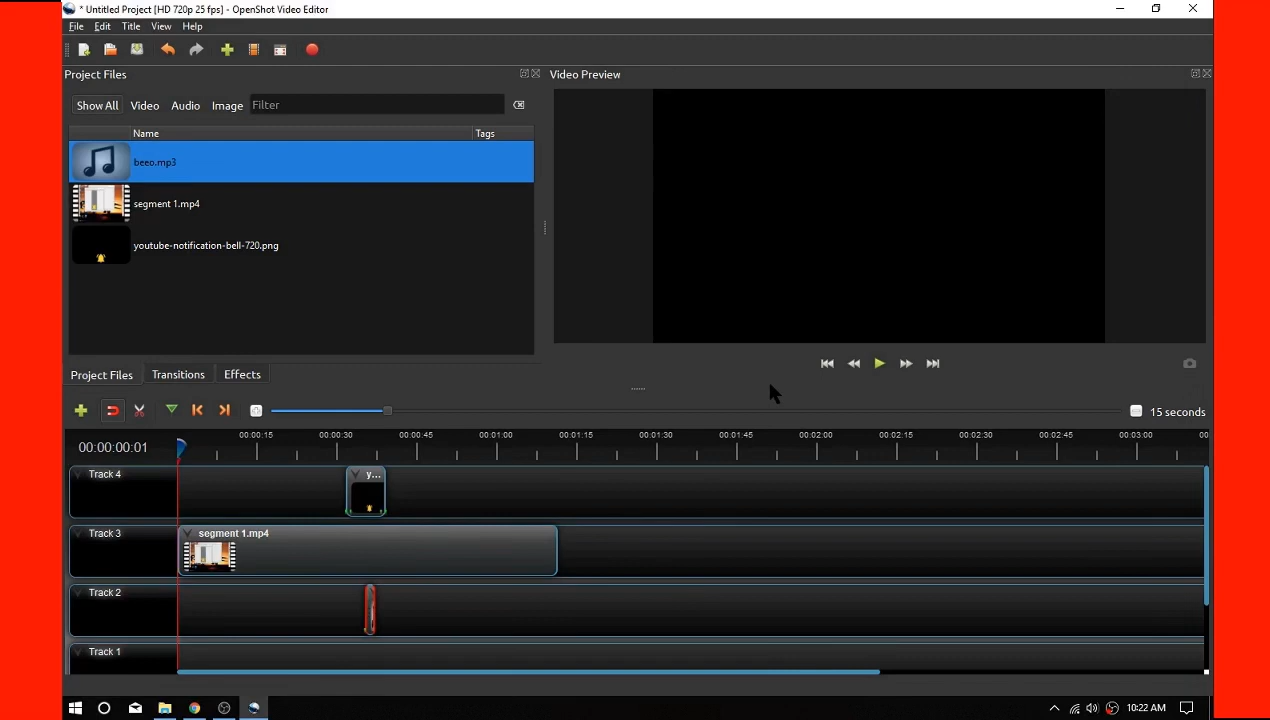 * Untitled Project [HD 720p 25 fps] - OpenShot Video Editor
File Edit Title View Help
Project Files
Video Preview
Show All Video Audio Image Filter
Name Tags
beeo.mp3
segment 1.mp4
youtube-notification-bell-720.png
Project Files Transitions Effects
15 seconds
00:00:00:01
00:00:15 00:00:30 00:00:45 00:01:00 00:01:15 00:01:30 00:01:45 00:02:00 00:02:15 00:02:30 00:02:45 00:03:00 00
Track 4
y...
Track 3
segment 1.mp4
Track 2
Track 1
10:22 AM